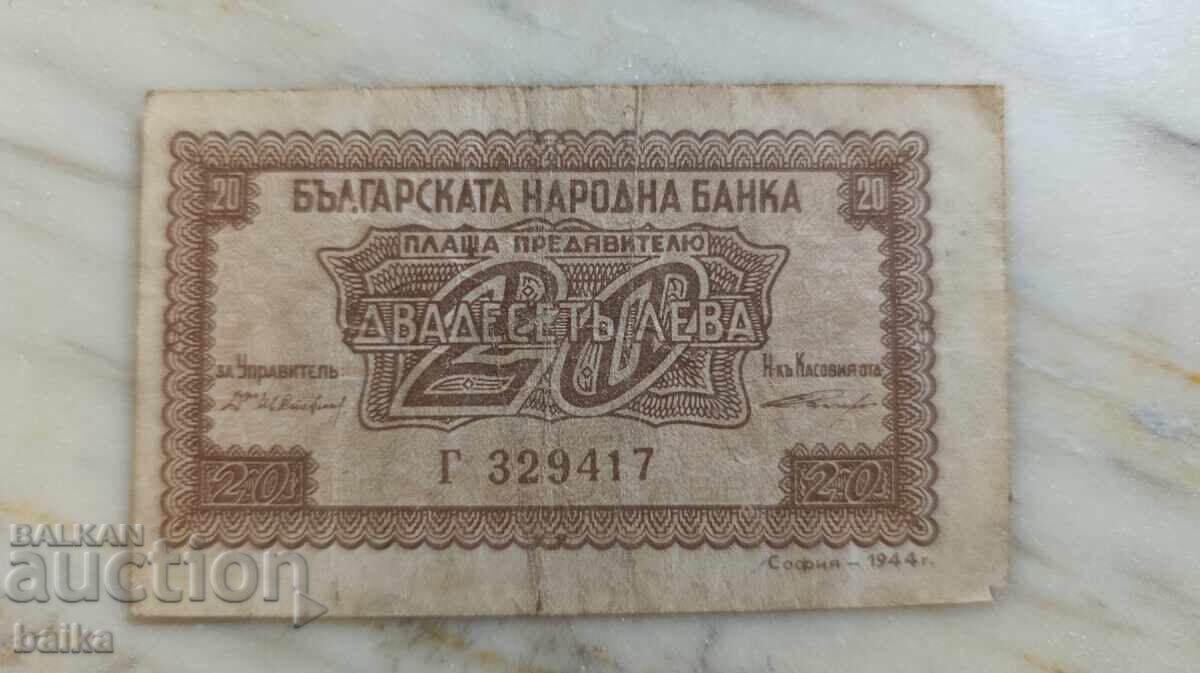 20 20
БЪЛГАРСКАТА НАРОДНА БАНКА
ПЛАЩА ПРЕДЯВИТЕЛЮ
20
ДВАДЕСЕТЬ ЛЕВА
за Управитель:
Н-къ Касовия отд.
Г 329417
20 20
София – 1944 г.
BALKAN
auction
baika